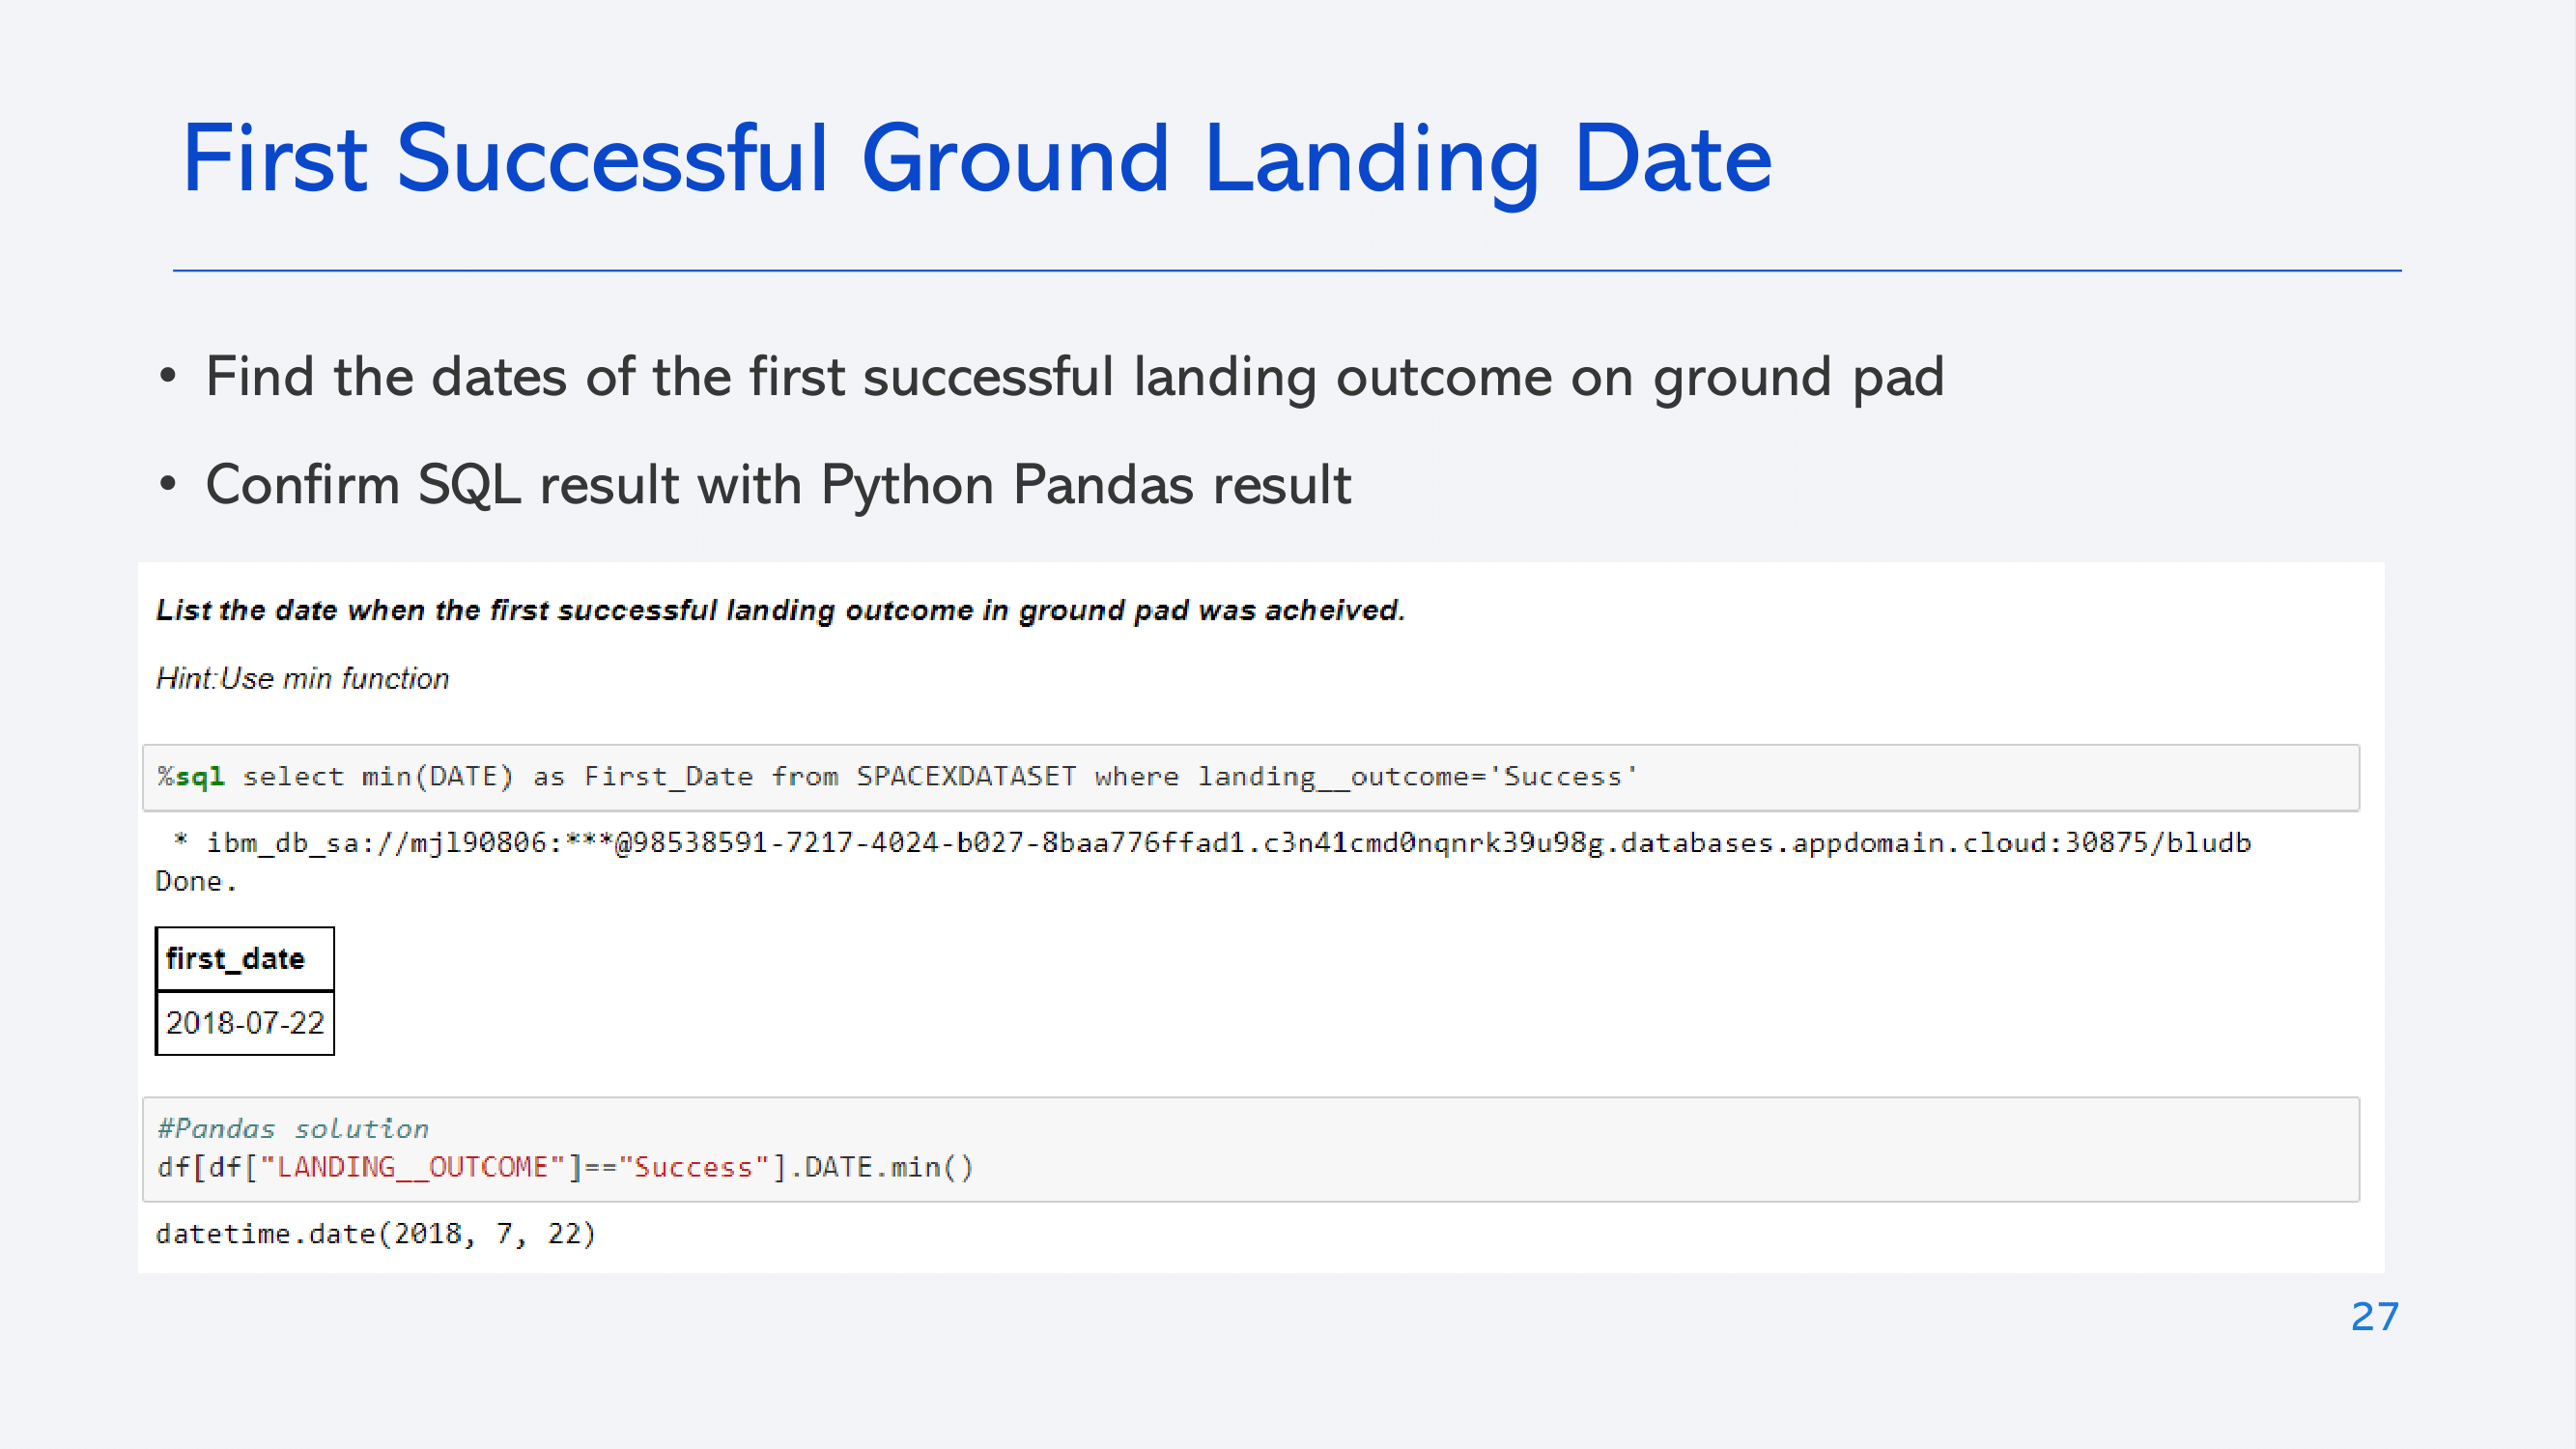 First Successful Ground Landing Date
• Find the dates of the first successful landing outcome on ground pad
• Confirm SQL result with Python Pandas result
List the date when the first successful landing outcome in ground pad was acheived.
Hint:Use min function
%sql select min(DATE) as First_Date from SPACEXDATASET where landing__outcome='Success'
* ibm_db_sa://mjl90806:***@98538591-7217-4024-b027-8baa776ffad1.c3n41cmd0nqnrk39u98g.databases.appdomain.cloud:30875/bludb
Done.
first_date
2018-07-22
#Pandas solution
df[df["LANDING__OUTCOME"]=="Success"].DATE.min()
datetime.date(2018, 7, 22)
27